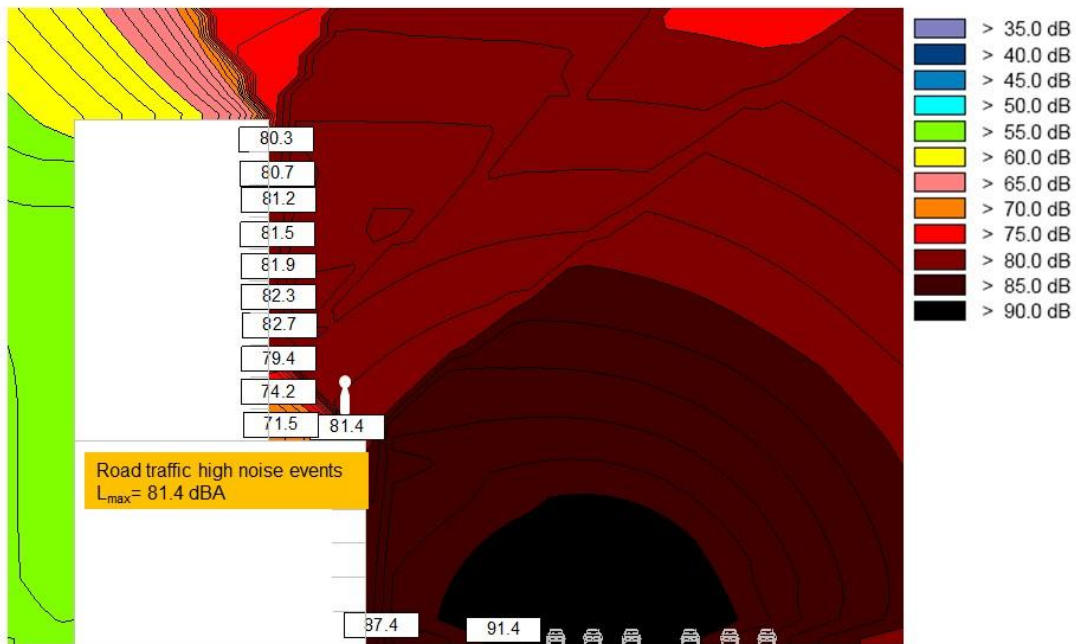 > 35.0 dB
> 40.0 dB
> 45.0 dB
> 50.0 dB
> 55.0 dB
> 60.0 dB
> 65.0 dB
> 70.0 dB
> 75.0 dB
> 80.0 dB
> 85.0 dB
> 90.0 dB
80.3
80.7
81.2
81.5
81.9
82.3
82.7
79.4
74.2
71.5 81.4
Road traffic high noise events
Lmax= 81.4 dBA
87.4 91.4